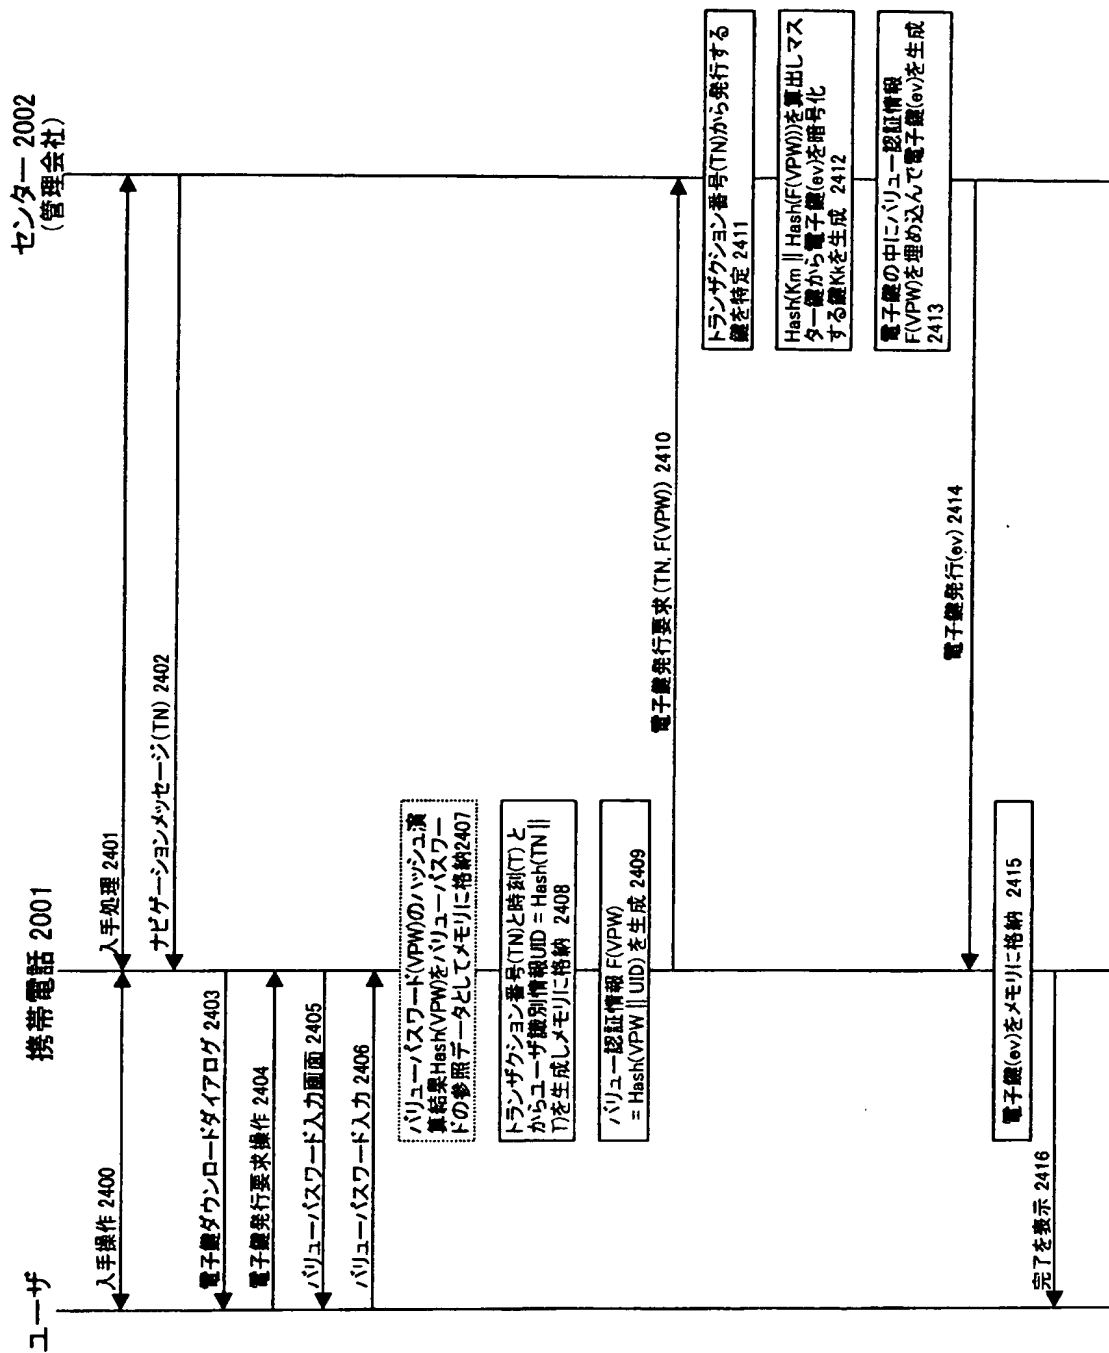 ユーザ
携帯電話 2001
センター 2002
(管理会社)
入手操作 2400
入手処理 2401
ナビゲーションメッセージ(TN) 2402
電子鍵ダウンロードダイアログ 2403
電子鍵発行要求操作 2404
バリューパスワード入力画面 2405
バリューパスワード入力 2406
バリューパスワード(VPW)のハッシュ演
算結果Hash(VPW)をバリューパスワー
ドの参照データとしてメモリに格納2407
トランザクション番号(TN)と時刻(T)と
からユーザ識別情報UID = Hash(TN ||
T)を生成しメモリに格納 2408
バリュー認証情報 F(VPW)
= Hash(VPW || UID) を生成 2409
電子鍵発行要求(TN, F(VPW)) 2410
トランザクション番号(TN)から発行する
鍵を特定 2411
Hash(Km || Hash(F(VPW)))を算出しマス
ター鍵から電子鍵(ev)を暗号化
する鍵Kkを生成 2412
電子鍵の中にバリュー認証情報
F(VPW)を埋め込んで電子鍵(ev)を生成
2413
電子鍵発行(ev) 2414
電子鍵(ev)をメモリに格納 2415
完了を表示 2416